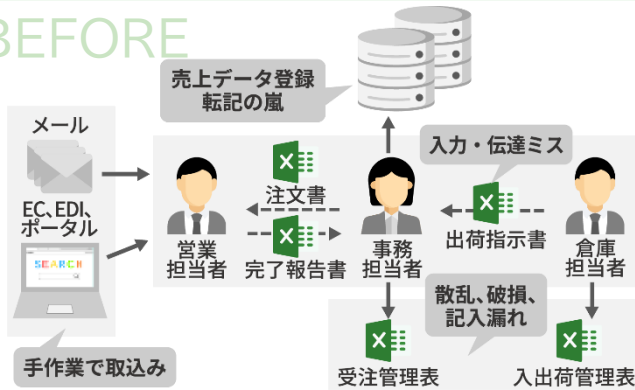 BEFORE
売上データ登録
転記の嵐
メール
入力・伝達ミス
注文書
EC、EDI、
ポータル
SEARCH
営業
担当者
完了報告書
事務
担当者
出荷指示書
倉庫
担当者
散乱、破損、
記入漏れ
手作業で取込み
受注管理表
入出荷管理表